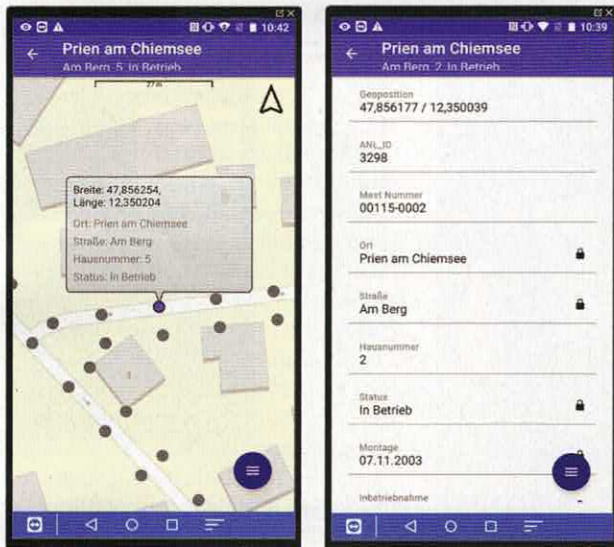 10:42
Prien am Chiemsee
Am Berg, 5, In Betrieb
27 m
Breite: 47,856254,
Länge: 12,350204
Ort: Prien am Chiemsee
Straße: Am Berg
Hausnummer: 5
Status: In Betrieb
10:39
Prien am Chiemsee
Am Berg, 2, In Betrieb
Geoposition
47,856177 / 12,350039
ANL_ID
3298
Mast Nummer
00115-0002
Ort
Prien am Chiemsee
Straße
Am Berg
Hausnummer
2
Status
In Betrieb
Montage
07.11.2003
Inbetriebnahme